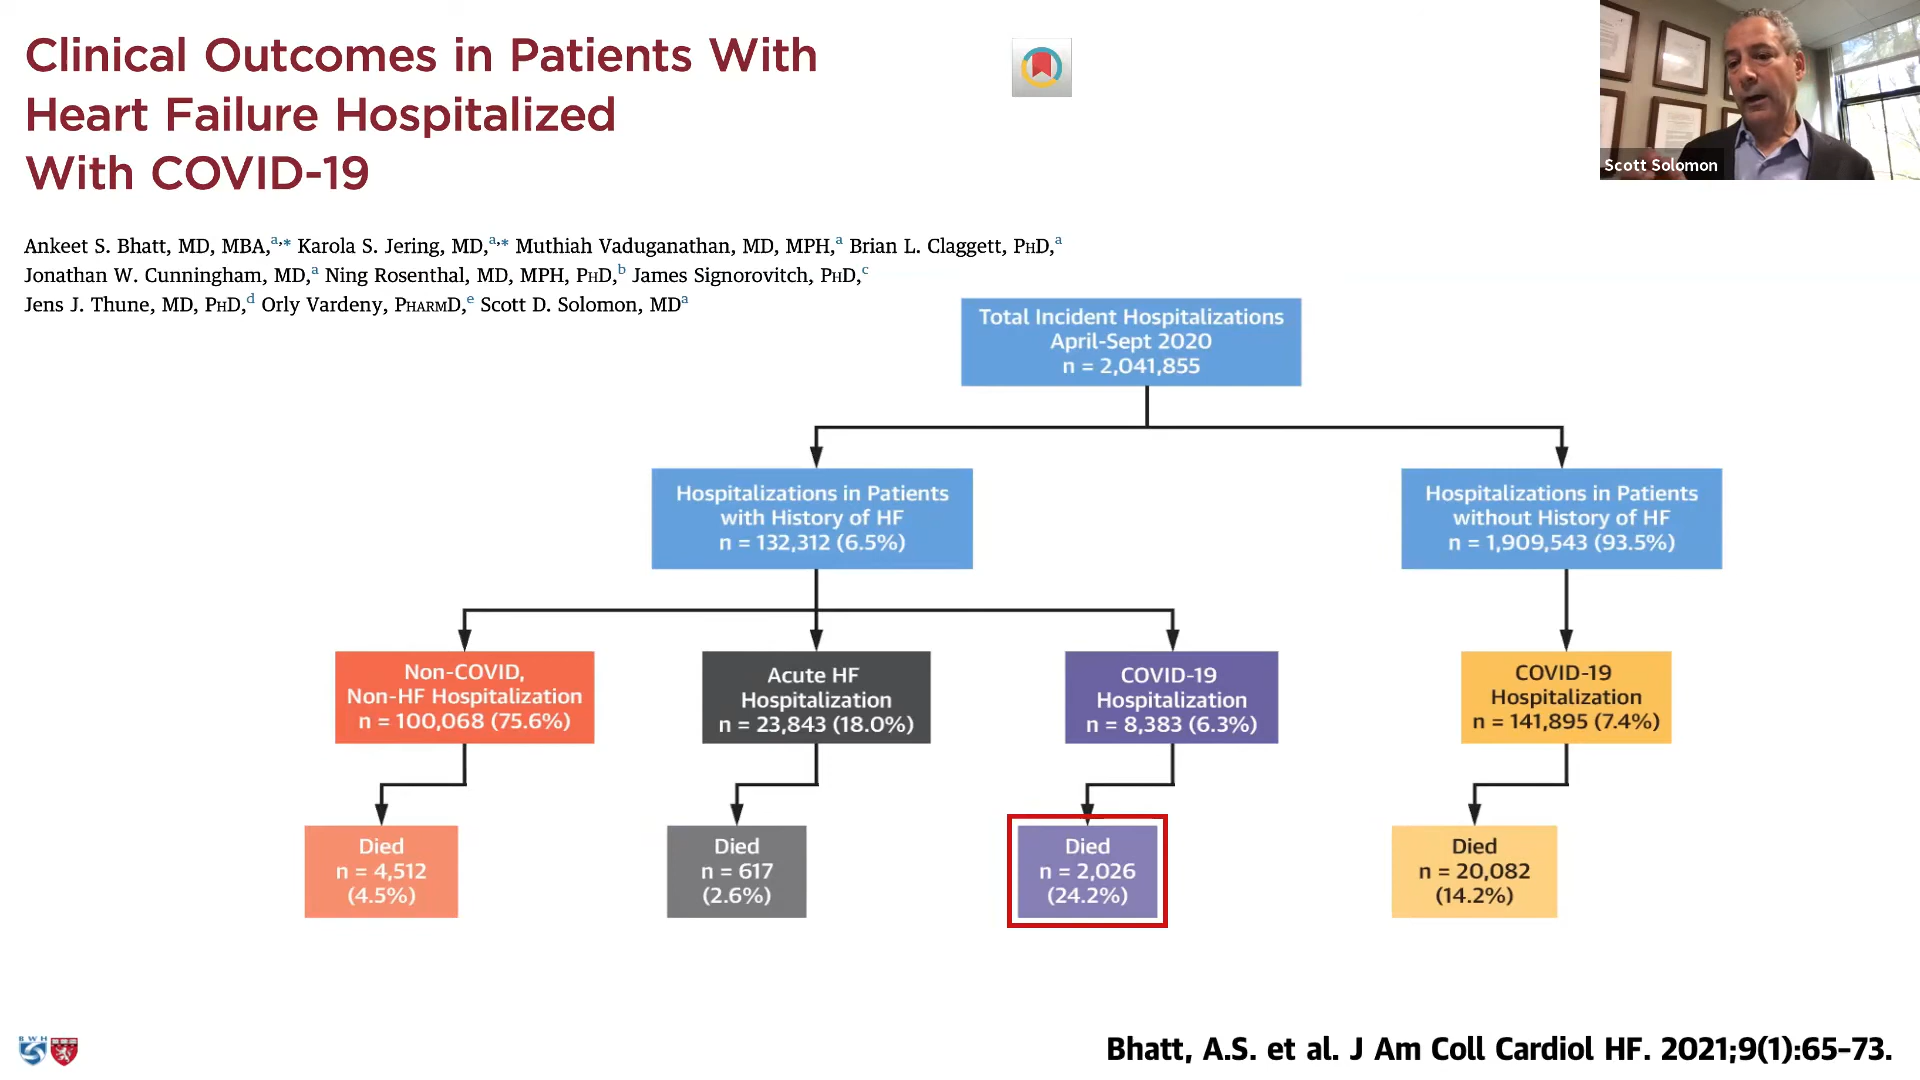 Clinical Outcomes in Patients With
Heart Failure Hospitalized
With COVID-19
Scott Solomon
Ankeet S. Bhatt, MD, MBA,a,* Karola S. Jering, MD,a,* Muthiah Vaduganathan, MD, MPH,a Brian L. Claggett, PhD,a
Jonathan W. Cunningham, MD,a Ning Rosenthal, MD, MPH, PhD,b James Signorovitch, PhD,c
Jens J. Thune, MD, PhD,d Orly Vardeny, PharmD,e Scott D. Solomon, MDa
Total Incident Hospitalizations
April-Sept 2020
n = 2,041,855
Hospitalizations in Patients
with History of HF
n = 132,312 (6.5%)
Hospitalizations in Patients
without History of HF
n = 1,909,543 (93.5%)
Non-COVID,
Non-HF Hospitalization
n = 100,068 (75.6%)
Acute HF
Hospitalization
n = 23,843 (18.0%)
COVID-19
Hospitalization
n = 8,383 (6.3%)
COVID-19
Hospitalization
n = 141,895 (7.4%)
Died
n = 4,512
(4.5%)
Died
n = 617
(2.6%)
Died
n = 2,026
(24.2%)
Died
n = 20,082
(14.2%)
BWH
Bhatt, A.S. et al. J Am Coll Cardiol HF. 2021;9(1):65–73.